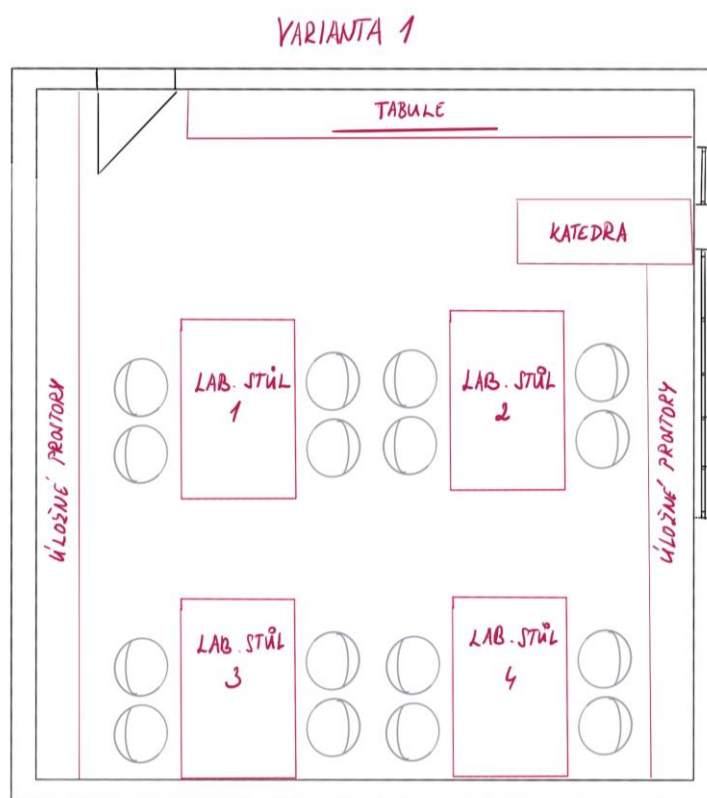 VARIANTA 1
TABULE
KATEDRA
LAB. STŮL
1
LAB. STŮL
2
ÚLOŽNÉ PROSTORY
ÚLOŽNÉ PROSTORY
LAB. STŮL
3
LAB. STŮL
4